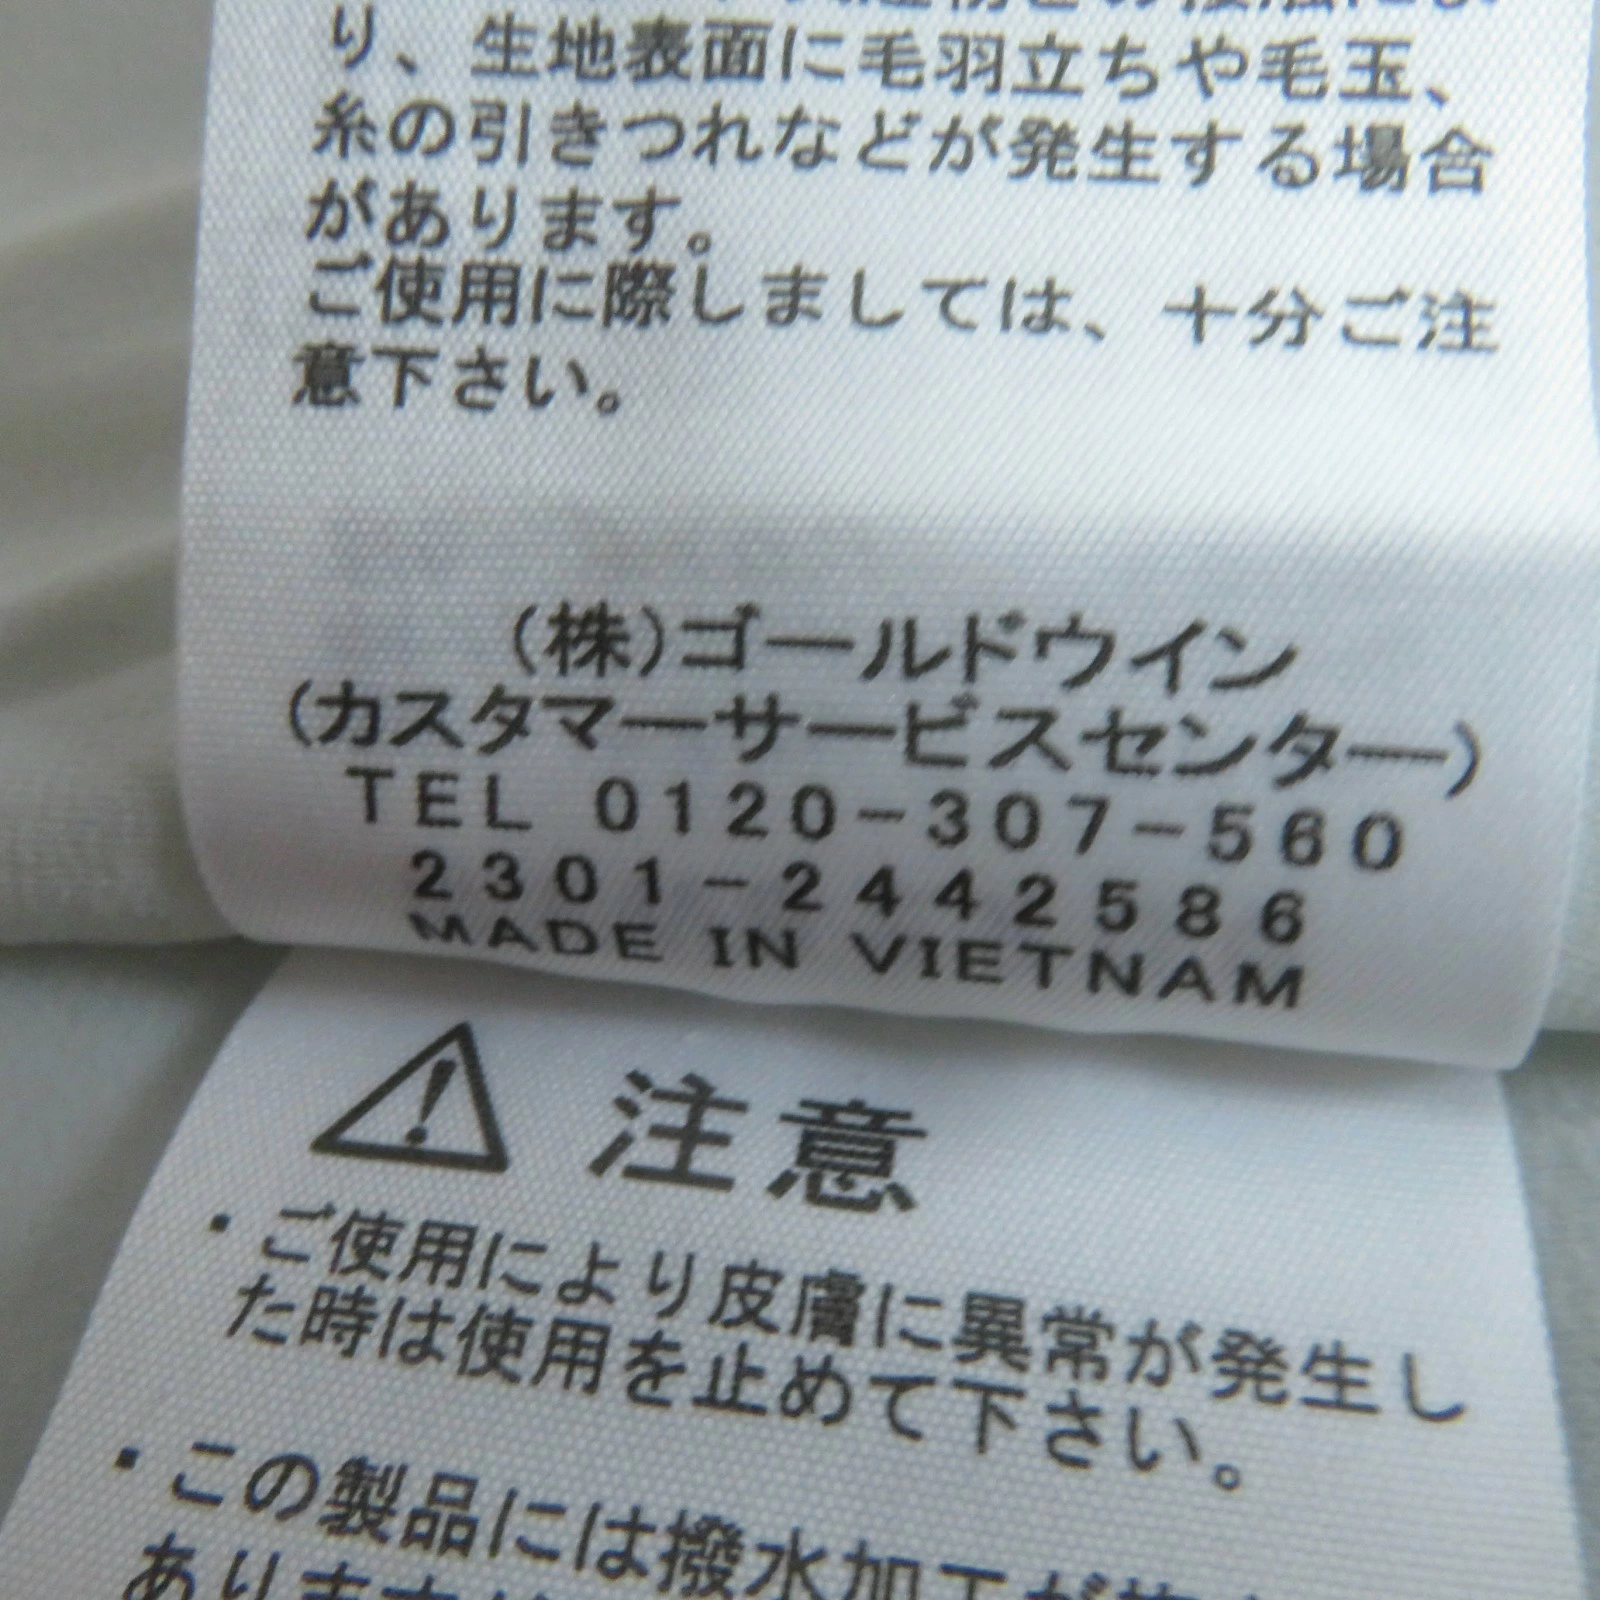 り、生地表面に毛羽立ちや毛玉、
糸の引きつれなどが発生する場合
があります。
ご使用に際しましては、十分ご注
意下さい。
(株)ゴールドウイン
(カスタマーサービスセンター)
TEL 0120-307-560
2301-2442586
MADE IN VIETNAM
注意
・ご使用により皮膚に異常が発生し
た時は使用を止めて下さい。
・この製品には撥水加工が
あります